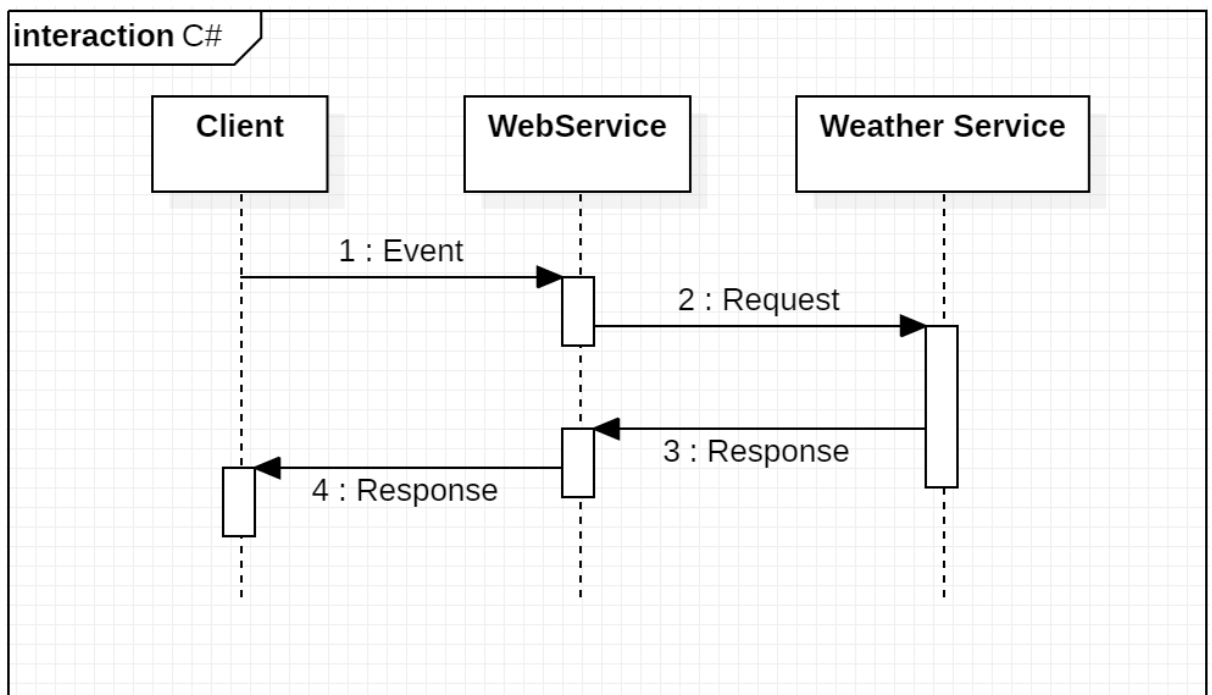 interaction C#
Client
WebService
Weather Service
1 : Event
2 : Request
3 : Response
4 : Response